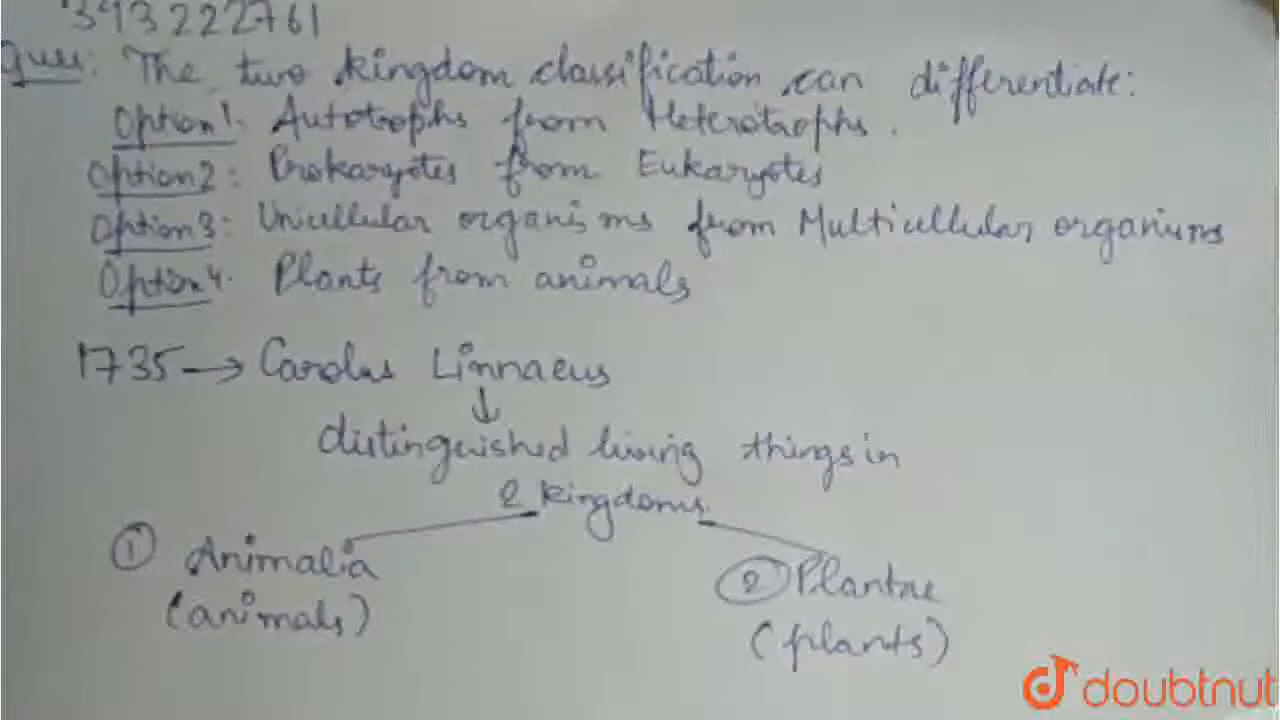 393222761
Ques: The two kingdom classification can differentiate:
Option 1. Autotrophs from Heterotrophs.
Option 2: Prokaryotes from Eukaryotes
Option 3: Unicellular organisms from Multicellular organisms
Option 4. Plants from animals
1735 → Carolus Linnaeus
↓
distinguished living things in
2 kingdoms.
① Animalia
② Plantae
(animals)
(plants)
doubtnut